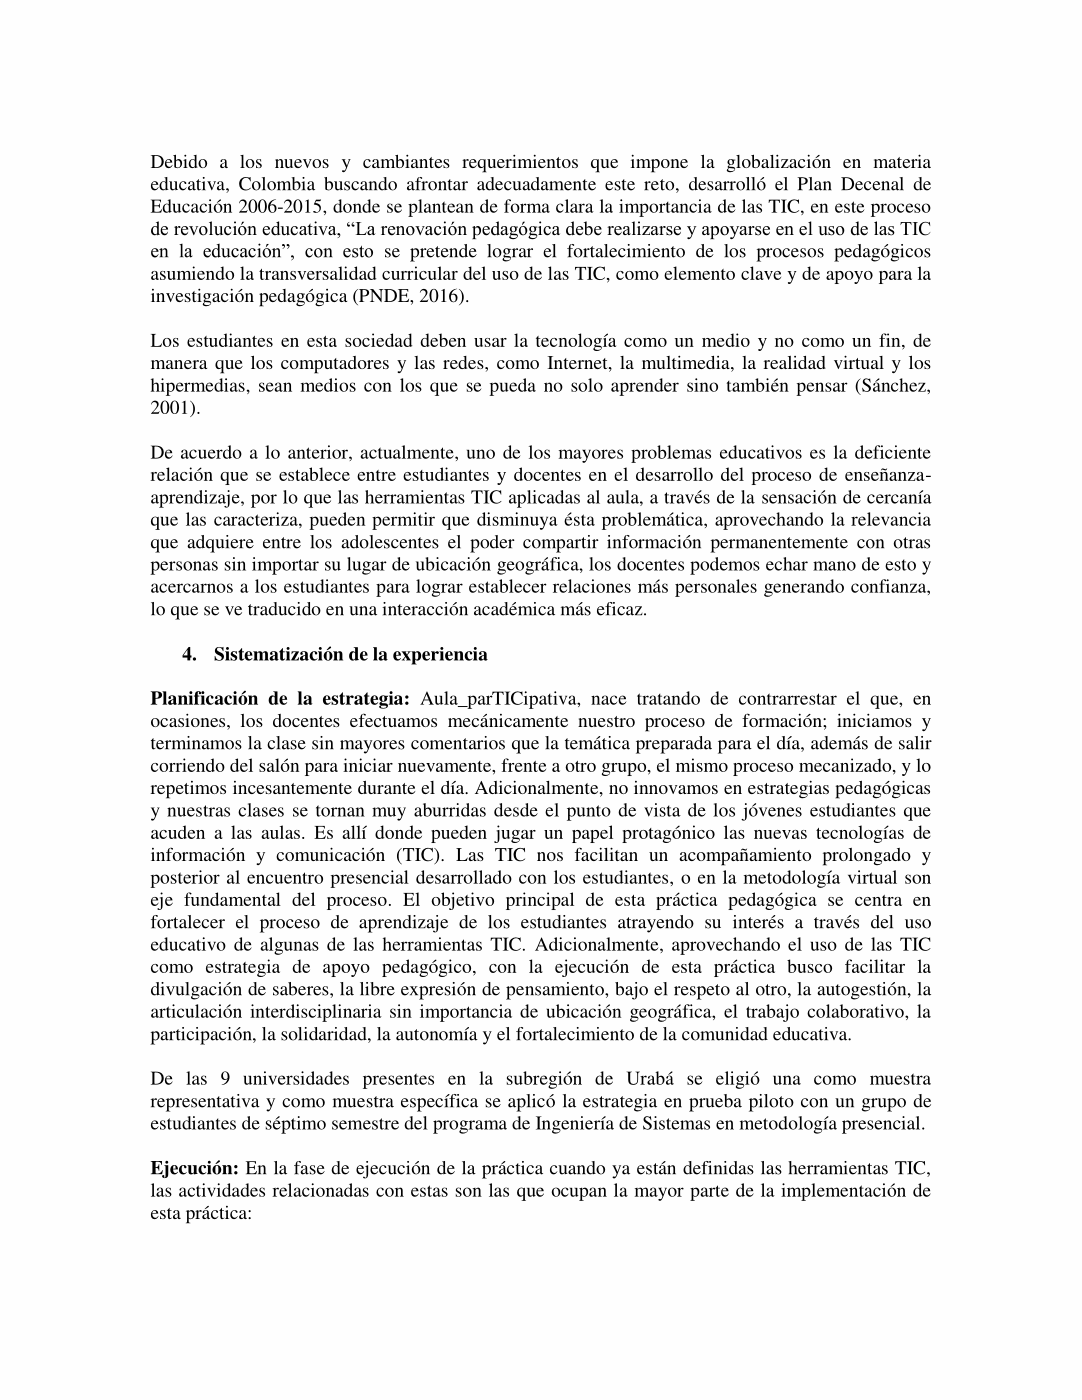 Debido a los nuevos y cambiantes requerimientos que impone la globalización en materia
educativa, Colombia buscando afrontar adecuadamente este reto, desarrolló el Plan Decenal de
Educación 2006-2015, donde se plantean de forma clara la importancia de las TIC, en este proceso
de revolución educativa, “La renovación pedagógica debe realizarse y apoyarse en el uso de las TIC
en la educación”, con esto se pretende lograr el fortalecimiento de los procesos pedagógicos
asumiendo la transversalidad curricular del uso de las TIC, como elemento clave y de apoyo para la
investigación pedagógica (PNDE, 2016).
Los estudiantes en esta sociedad deben usar la tecnología como un medio y no como un fin, de
manera que los computadores y las redes, como Internet, la multimedia, la realidad virtual y los
hipermedias, sean medios con los que se pueda no solo aprender sino también pensar (Sánchez,
2001).
De acuerdo a lo anterior, actualmente, uno de los mayores problemas educativos es la deficiente
relación que se establece entre estudiantes y docentes en el desarrollo del proceso de enseñanza-
aprendizaje, por lo que las herramientas TIC aplicadas al aula, a través de la sensación de cercanía
que las caracteriza, pueden permitir que disminuya ésta problemática, aprovechando la relevancia
que adquiere entre los adolescentes el poder compartir información permanentemente con otras
personas sin importar su lugar de ubicación geográfica, los docentes podemos echar mano de esto y
acercarnos a los estudiantes para lograr establecer relaciones más personales generando confianza,
lo que se ve traducido en una interacción académica más eficaz.
4. Sistematización de la experiencia
Planificación de la estrategia: Aula_parTICipativa, nace tratando de contrarrestar el que, en
ocasiones, los docentes efectuamos mecánicamente nuestro proceso de formación; iniciamos y
terminamos la clase sin mayores comentarios que la temática preparada para el día, además de salir
corriendo del salón para iniciar nuevamente, frente a otro grupo, el mismo proceso mecanizado, y lo
repetimos incesantemente durante el día. Adicionalmente, no innovamos en estrategias pedagógicas
y nuestras clases se tornan muy aburridas desde el punto de vista de los jóvenes estudiantes que
acuden a las aulas. Es allí donde pueden jugar un papel protagónico las nuevas tecnologías de
información y comunicación (TIC). Las TIC nos facilitan un acompañamiento prolongado y
posterior al encuentro presencial desarrollado con los estudiantes, o en la metodología virtual son
eje fundamental del proceso. El objetivo principal de esta práctica pedagógica se centra en
fortalecer el proceso de aprendizaje de los estudiantes atrayendo su interés a través del uso
educativo de algunas de las herramientas TIC. Adicionalmente, aprovechando el uso de las TIC
como estrategia de apoyo pedagógico, con la ejecución de esta práctica busco facilitar la
divulgación de saberes, la libre expresión de pensamiento, bajo el respeto al otro, la autogestión, la
articulación interdisciplinaria sin importancia de ubicación geográfica, el trabajo colaborativo, la
participación, la solidaridad, la autonomía y el fortalecimiento de la comunidad educativa.
De las 9 universidades presentes en la subregión de Urabá se eligió una como muestra
representativa y como muestra específica se aplicó la estrategia en prueba piloto con un grupo de
estudiantes de séptimo semestre del programa de Ingeniería de Sistemas en metodología presencial.
Ejecución: En la fase de ejecución de la práctica cuando ya están definidas las herramientas TIC,
las actividades relacionadas con estas son las que ocupan la mayor parte de la implementación de
esta práctica: